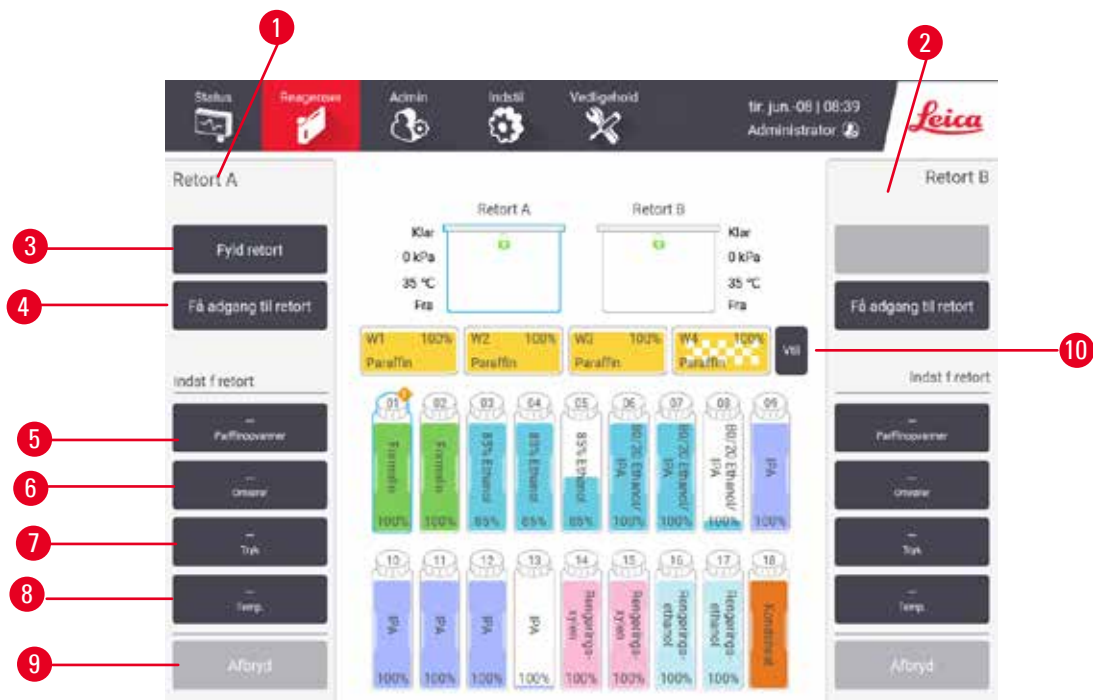 1
2
Status
Reagenser
Admin
Indstil
Vedligehold
tir. jun.-08 | 08:39
Administrator
Leica
Retort A
Retort B
Retort A
Retort B
3
Fyld retort
Klar
0 kPa
35 °C
Fra
Klar
0 kPa
35 °C
Fra
4
Få adgang til retort
Få adgang til retort
W1 100%
Paraffin
W2 100%
Paraffin
W3 100%
Paraffin
W4 100%
Paraffin
10
Indst f retort
Indst f retort
5
--
Parffinopvarmer
--
Parffinopvarmer
6
--
Omrører
--
Omrører
7
--
Tryk
--
Tryk
8
--
Temp.
--
Temp.
9
Afbryd
Afbryd
01
Formalin
100%
02
Formalin
100%
03
85% Ethanol
85%
04
85% Ethanol
85%
05
85% Ethanol
85%
06
80/20 Ethanol/
IPA
100%
07
80/20 Ethanol/
IPA
100%
08
80/20 Ethanol/
IPA
100%
09
IPA
100%
10
IPA
100%
11
IPA
100%
12
IPA
100%
13
IPA
100%
14
Rengørings-
xylen
100%
15
Rengørings-
xylen
100%
16
Rengørings-
ethanol
100%
17
Rengørings-
ethanol
100%
18
Kondensat